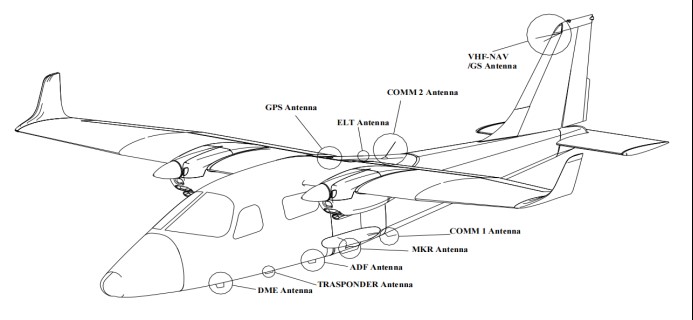 VHF-NAV
/GS Antenna
COMM 2 Antenna
GPS Antenna
ELT Antenna
COMM 1 Antenna
MKR Antenna
ADF Antenna
TRASPONDER Antenna
DME Antenna